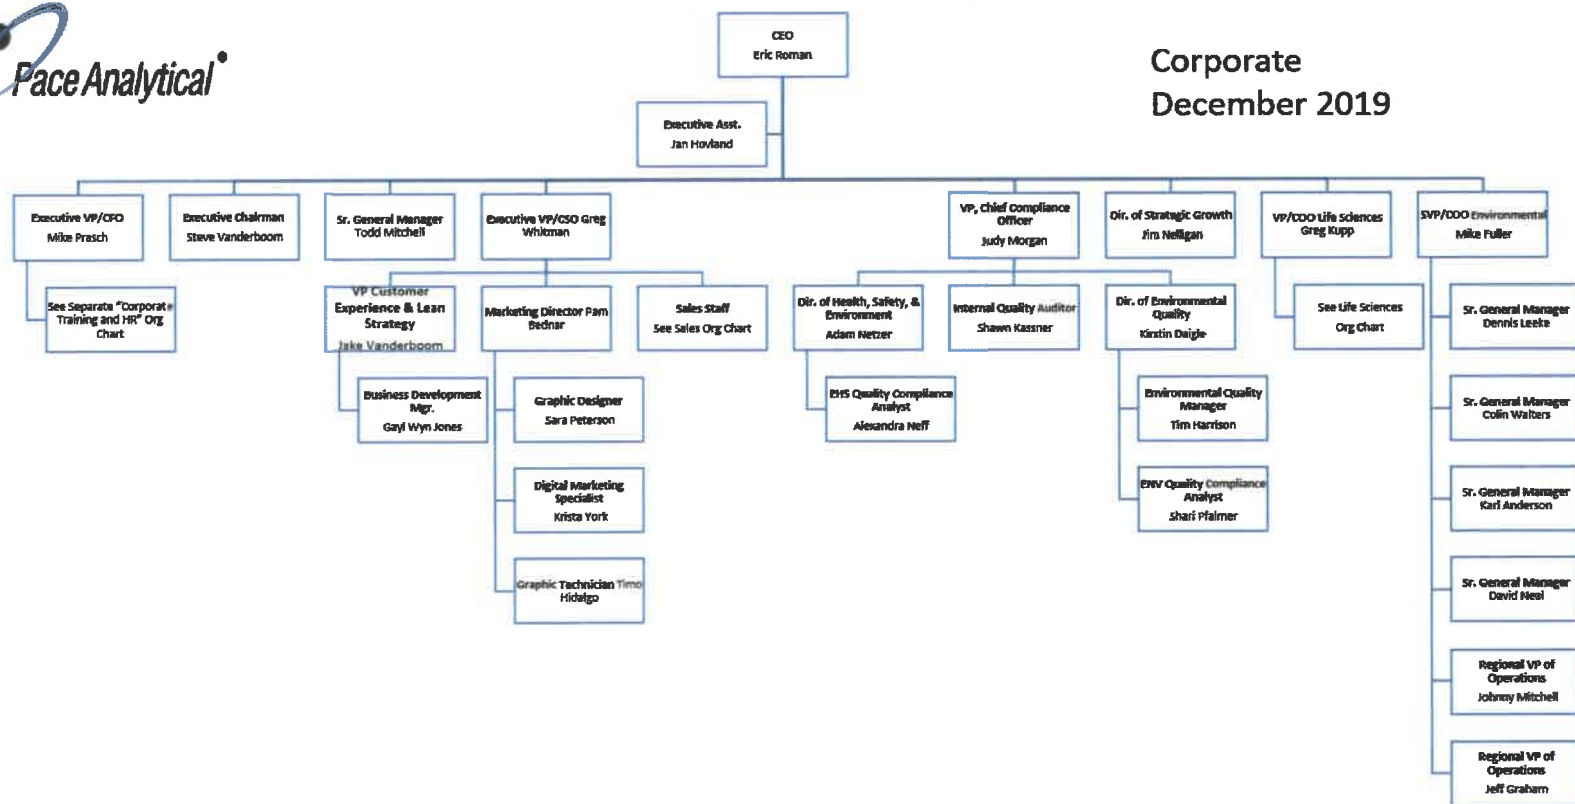 Pace Analytical
Corporate
December 2019
CEO
Eric Roman
Executive Asst.
Jan Hovland
Executive VP/CFO
Mike Prasch
Executive Chairman
Steve Vanderboom
Sr. General Manager
Todd Mitchell
Executive VP/CSO Greg
Whitman
VP, Chief Compliance
Officer
Judy Morgan
Dir. of Strategic Growth
Jim Nelligan
VP/COO Life Sciences
Greg Kupp
SVP/COO Environmental
Mike Fuller
See Separate "Corporate
Training and HR" Org
Chart
VP Customer
Experience & Lean
Strategy
Jake Vanderboom
Marketing Director Pam
Bednar
Sales Staff
See Sales Org Chart
Dir. of Health, Safety, &
Environment
Adam Netzer
Internal Quality Auditor
Shawn Kassner
Dir. of Environmental
Quality
Kirstin Daigle
See Life Sciences
Org Chart
Sr. General Manager
Dennis Leeke
Business Development
Mgr.
Gayl Wyn Jones
Graphic Designer
Sara Peterson
EHS Quality Compliance
Analyst
Alexandra Neff
Environmental Quality
Manager
Tim Harrison
Sr. General Manager
Colin Walters
Digital Marketing
Specialist
Krista York
ENV Quality Compliance
Analyst
Shari Pfalmer
Sr. General Manager
Karl Anderson
Graphic Technician Timo
Hidalgo
Sr. General Manager
David Neal
Regional VP of
Operations
Johnny Mitchell
Regional VP of
Operations
Jeff Graham